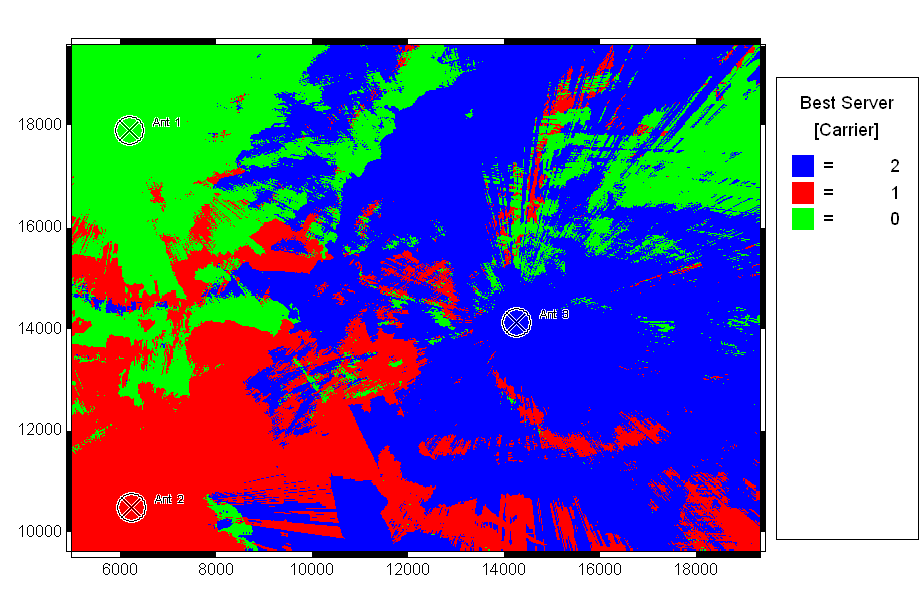 Best Server
[Carrier]
= 2
= 1
= 0
18000
16000
14000
12000
10000
6000 8000 10000 12000 14000 16000 18000
Ant 1
Ant 3
Ant 2